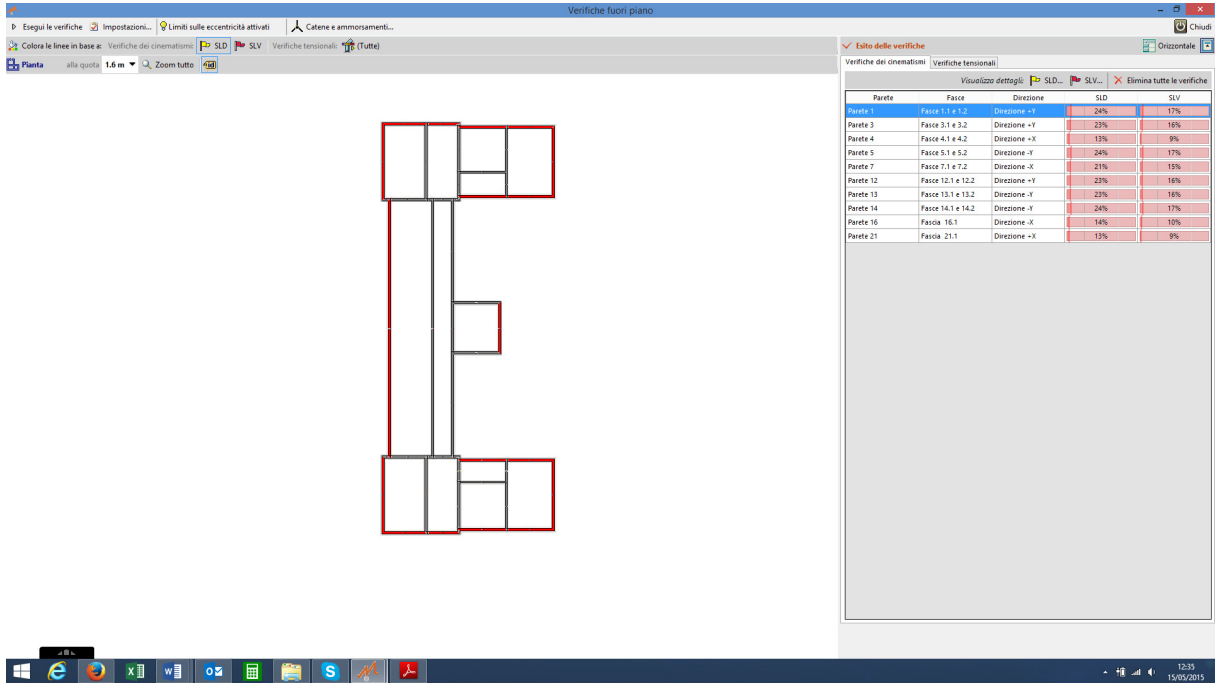 Verifiche fuori piano
Esegui le verifiche Impostazioni... Limiti sulle eccentricità attivati Catene e ammorsamenti... Chiudi
Colora le linee in base a: Verifiche dei cinematismi: SLD SLV Verifiche tensionali: (Tutte)
Pianta alla quota 1.6 m Zoom tutto
Esito delle verifiche Orizzontale
Verifiche dei cinematismi Verifiche tensionali
Visualizza dettagli: SLD... SLV... Elimina tutte le verifiche
Parete Fasce Direzione SLD SLV
Parete 1 Fasce 1.1 e 1.2 Direzione +Y 24% 17%
Parete 3 Fasce 3.1 e 3.2 Direzione +Y 23% 16%
Parete 4 Fasce 4.1 e 4.2 Direzione +X 13% 9%
Parete 5 Fasce 5.1 e 5.2 Direzione -Y 24% 17%
Parete 7 Fasce 7.1 e 7.2 Direzione -X 21% 15%
Parete 12 Fasce 12.1 e 12.2 Direzione +Y 23% 16%
Parete 13 Fasce 13.1 e 13.2 Direzione -Y 23% 16%
Parete 14 Fasce 14.1 e 14.2 Direzione -Y 24% 17%
Parete 16 Fascia 16.1 Direzione -X 14% 10%
Parete 21 Fascia 21.1 Direzione +X 13% 9%
12:35
15/05/2015